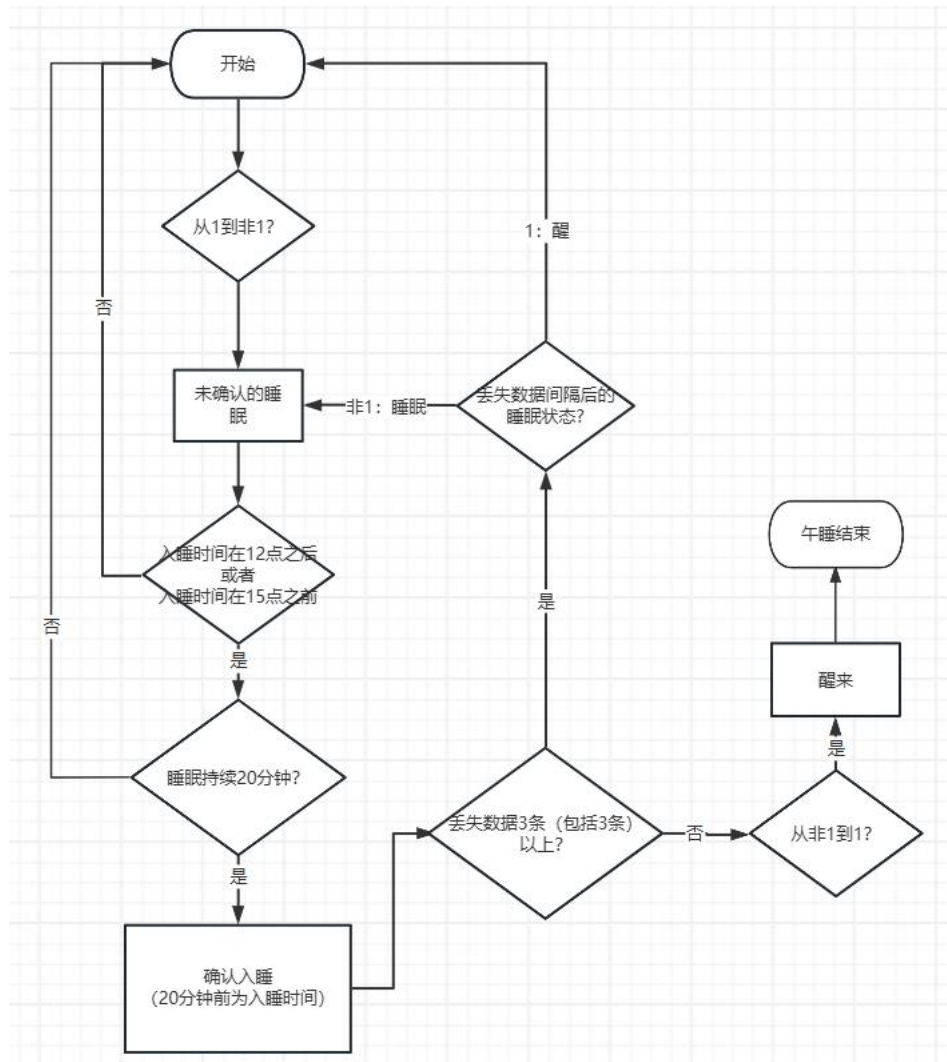 开始
从1到非1?
否
1：醒
未确认的睡
眠
非1：睡眠
丢失数据间隔后的
睡眠状态?
入睡时间在12点之后
或者
入睡时间在15点之前
否
是
是
午睡结束
醒来
睡眠持续20分钟?
是
丢失数据3条（包括3条）
以上?
否
从非1到1?
是
确认入睡
（20分钟前为入睡时间）